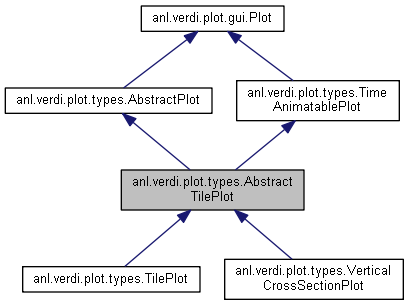 anl.verdi.plot.gui.Plot
anl.verdi.plot.types.AbstractPlot
anl.verdi.plot.types.Time
AnimatablePlot
anl.verdi.plot.types.Abstract
TilePlot
anl.verdi.plot.types.TilePlot
anl.verdi.plot.types.Vertical
CrossSectionPlot